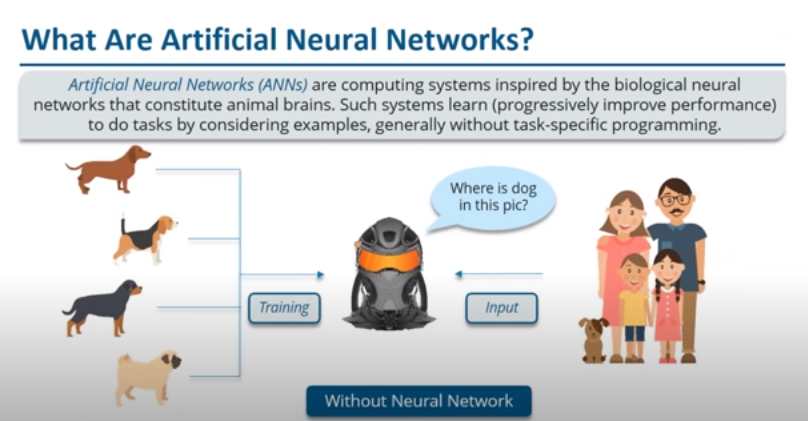 What Are Artificial Neural Networks?
Artificial Neural Networks (ANNs) are computing systems inspired by the biological neural
networks that constitute animal brains. Such systems learn (progressively improve performance)
to do tasks by considering examples, generally without task-specific programming.
Where is dog
in this pic?
Training
Input
Without Neural Network